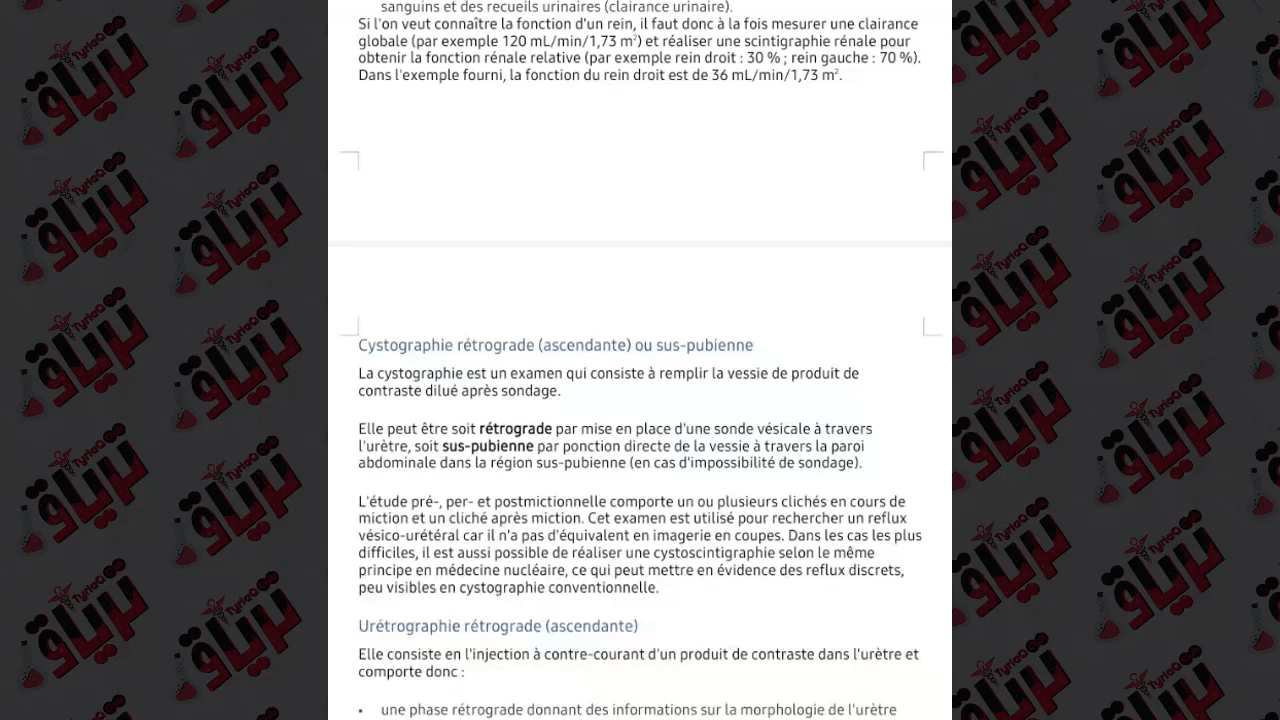 sanguins et des recueils urinaires (clairance urinaire).
Si l'on veut connaître la fonction d'un rein, il faut donc à la fois mesurer une clairance
globale (par exemple 120 mL/min/1,73 m²) et réaliser une scintigraphie rénale pour
obtenir la fonction rénale relative (par exemple rein droit : 30 % ; rein gauche : 70 %).
Dans l'exemple fourni, la fonction du rein droit est de 36 mL/min/1,73 m².
Cystographie rétrograde (ascendante) ou sus-pubienne
La cystographie est un examen qui consiste à remplir la vessie de produit de
contraste dilué après sondage.
Elle peut être soit rétrograde par mise en place d'une sonde vésicale à travers
l'urètre, soit sus-pubienne par ponction directe de la vessie à travers la paroi
abdominale dans la région sus-pubienne (en cas d'impossibilité de sondage).
L'étude pré-, per- et postmictionnelle comporte un ou plusieurs clichés en cours de
miction et un cliché après miction. Cet examen est utilisé pour rechercher un reflux
vésico-urétéral car il n'a pas d'équivalent en imagerie en coupes. Dans les cas les plus
difficiles, il est aussi possible de réaliser une cystoscintigraphie selon le même
principe en médecine nucléaire, ce qui peut mettre en évidence des reflux discrets,
peu visibles en cystographie conventionnelle.
Urétrographie rétrograde (ascendante)
Elle consiste en l'injection à contre-courant d'un produit de contraste dans l'urètre et
comporte donc :
▪ une phase rétrograde donnant des informations sur la morphologie de l'urètre
TyriaQ
ترياق